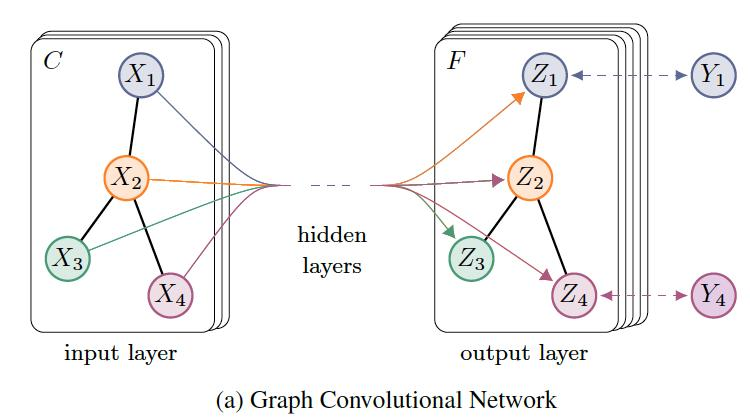 C
X₁
X₂
X₃
X₄
input layer
hidden
layers
F
Z₁
Z₂
Z₃
Z₄
output layer
Y₁
Y₄
(a) Graph Convolutional Network